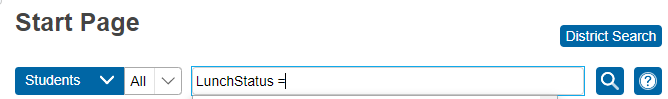 Start Page
District Search
Students All LunchStatus =